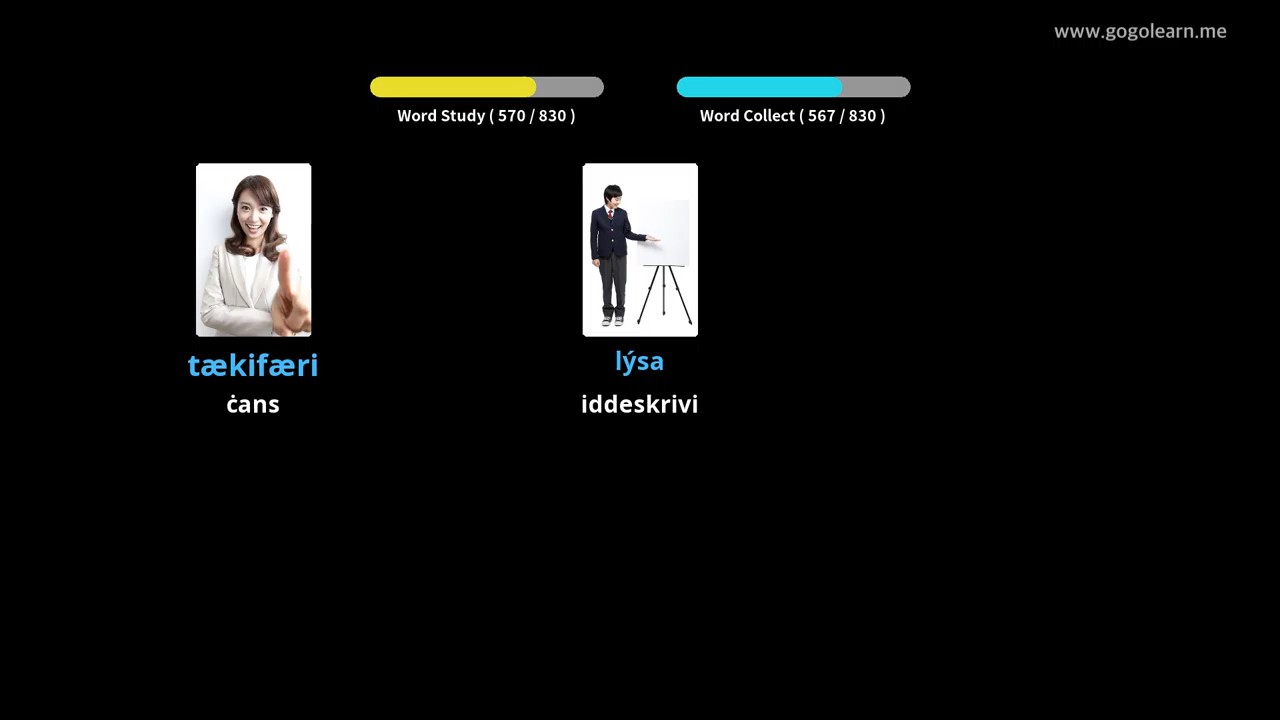 www.gogolearn.me
Word Study ( 570 / 830 )
Word Collect ( 567 / 830 )
tækifæri
ċans
lýsa
iddeskrivi